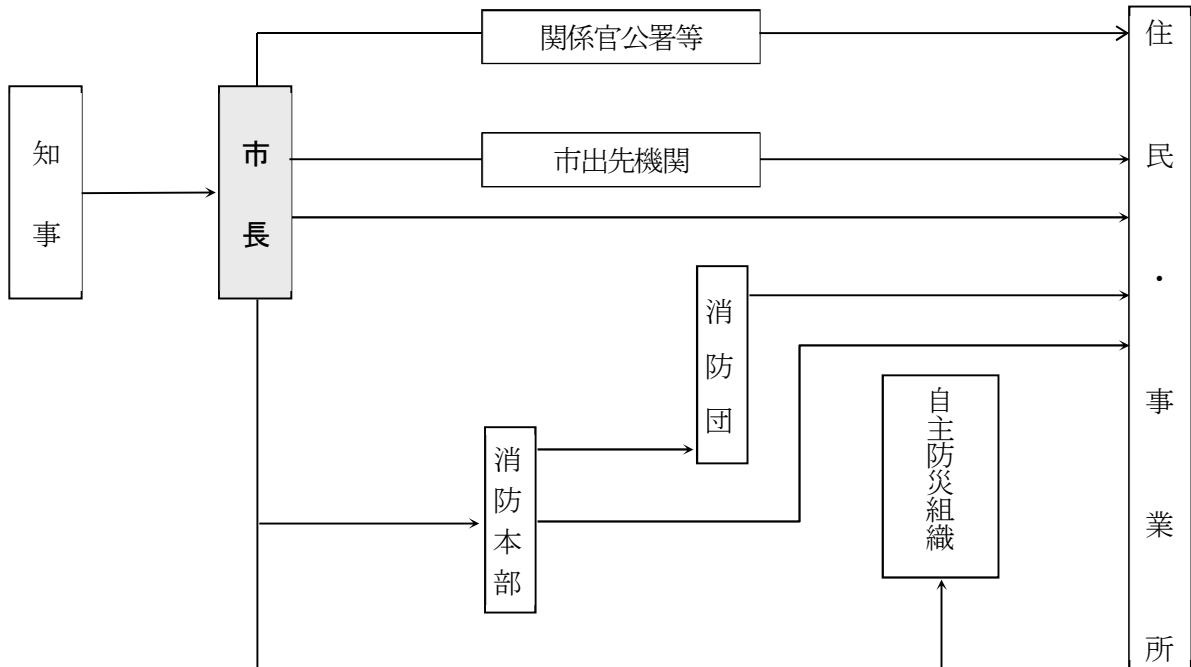 知事
市長
関係官公署等
市出先機関
消防本部
消防団
自主防災組織
住民・事業所